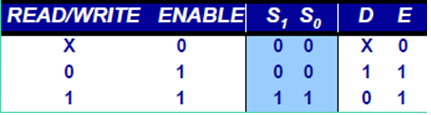 READ/WRITE ENABLE S1 S0 D E
X 0 0 0 X 0
0 1 0 0 1 1
1 1 1 1 0 1